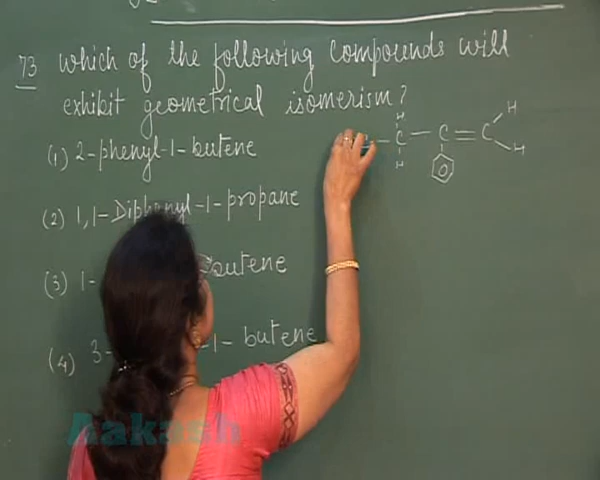 73 which of the following compounds will
exhibit geometrical isomerism?
(1) 2-phenyl-1-butene
(2) 1,1-Diphenyl-1-propane
(3) 1- butene
(4) 3- -1- butene
H
C — C = C H
H H
Aakash